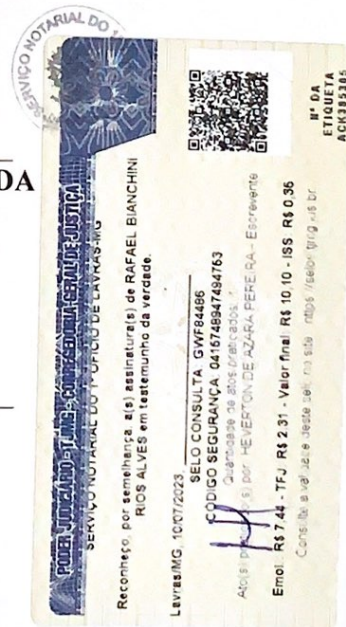 SERVIÇO NOTARIAL DO 1º
DA
PODER JUDICIÁRIO - TJMG - CORREGEDORIA GERAL DE JUSTIÇA
SERVIÇO NOTARIAL DO 1º OFÍCIO DE LAVRAS-MG
Reconheço, por semelhança, a(s) assinatura(s) de RAFAEL BIANCHINI
RIOS ALVES em testemunho da verdade.
Lavras/MG, 10/07/2023
SELO CONSULTA: GWF84486
CÓDIGO SEGURANÇA: 0415748947494763
Quantidade de atos praticados:
Ato(s) por HEVERTON DE AZARA PEREIRA - Escrevente
Emol.: R$ 7,44 - TFJ: R$ 2,31 - Valor final: R$ 10,10 - ISS: R$ 0,35
Consulte a validade deste selo no site https://selos.tjmg.jus.br
Nº DA
ETIQUETA
ACK385305